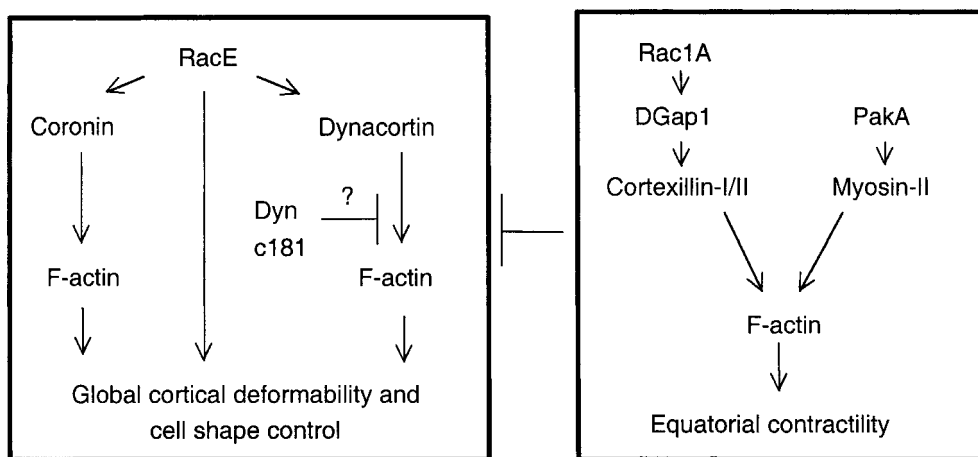 RacE
Coronin
Dynacortin
Dyn
c181
?
F-actin
F-actin
Global cortical deformability and
cell shape control
Rac1A
DGap1
PakA
Cortexillin-I/II
Myosin-II
F-actin
Equatorial contractility